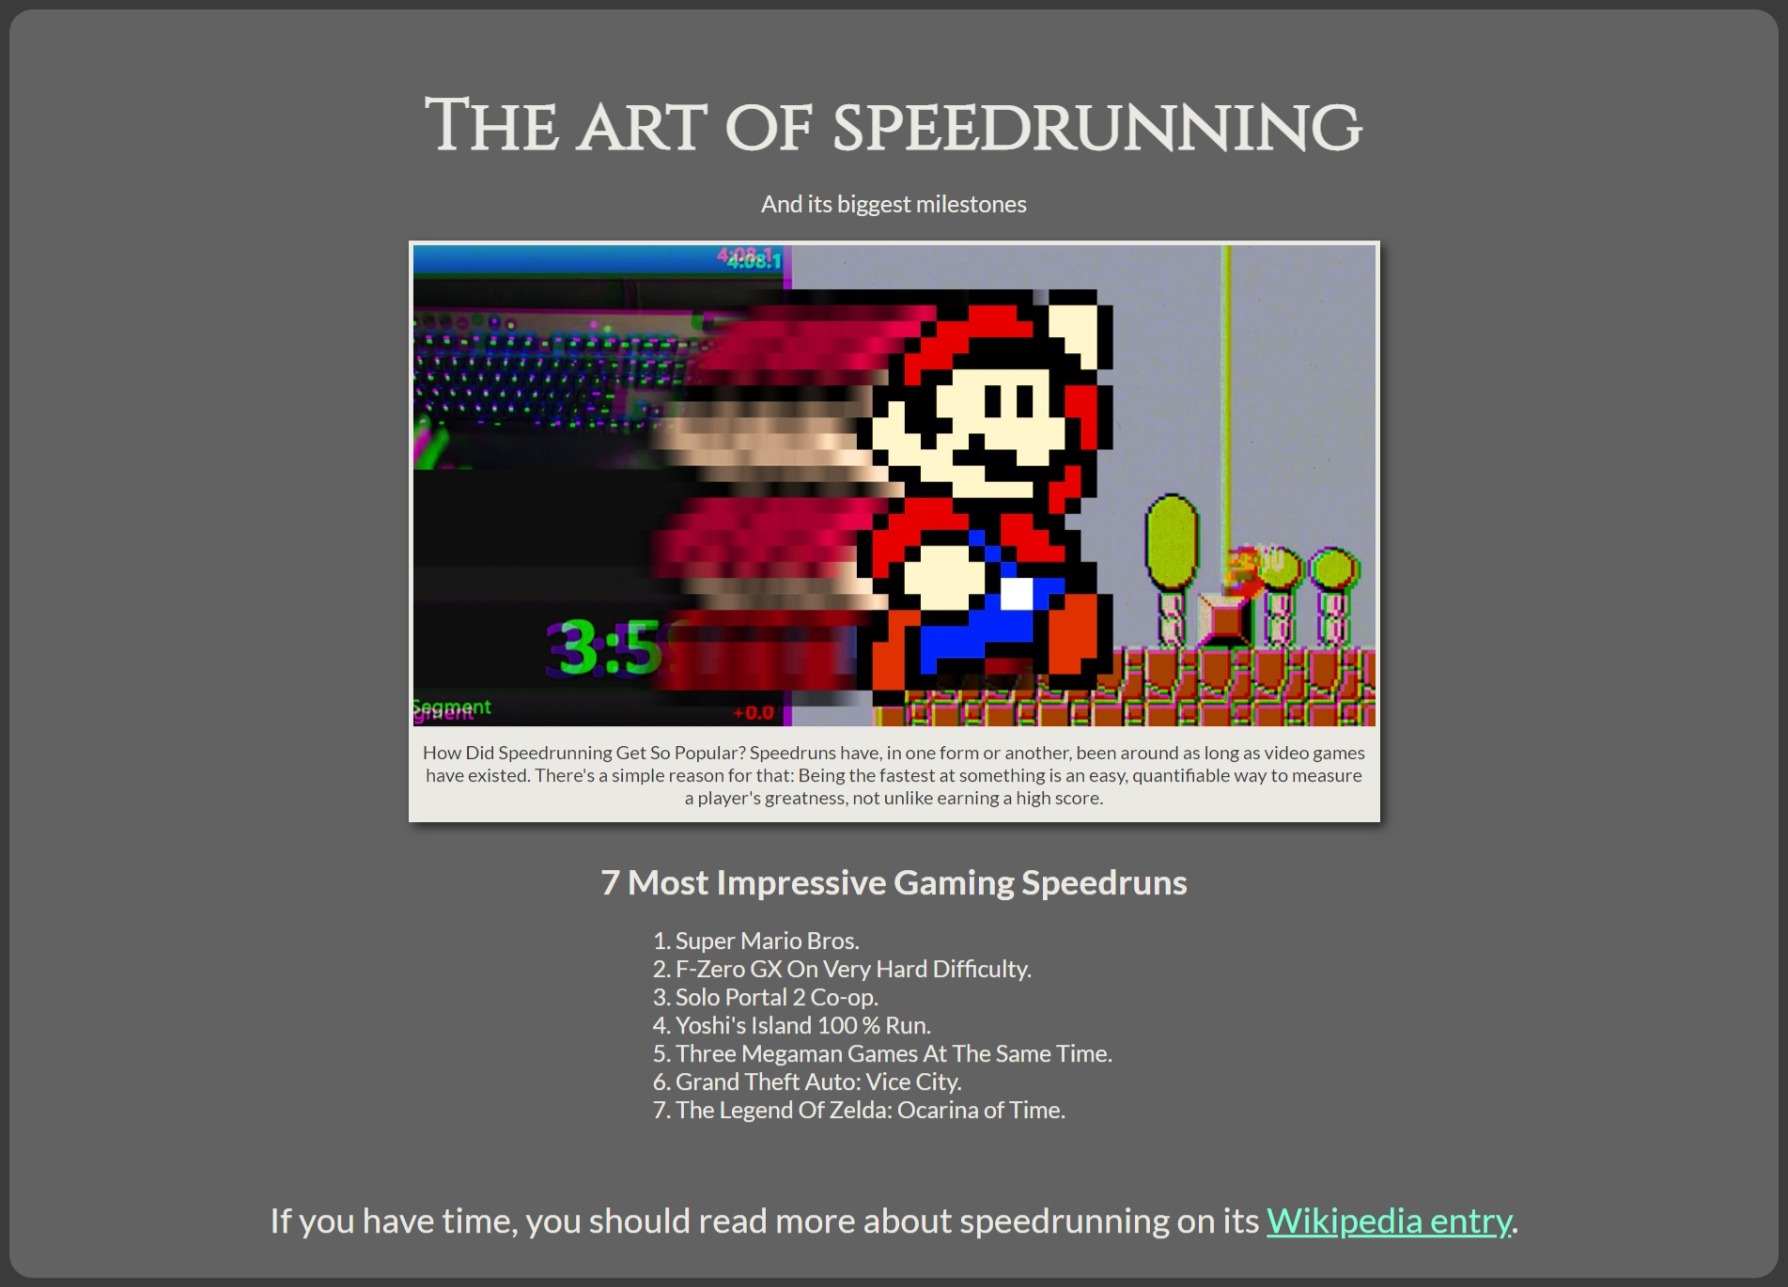 The art of speedrunning
And its biggest milestones
4:08.1
3:5
Segment
+0.0
How Did Speedrunning Get So Popular? Speedruns have, in one form or another, been around as long as video games
have existed. There's a simple reason for that: Being the fastest at something is an easy, quantifiable way to measure
a player's greatness, not unlike earning a high score.
7 Most Impressive Gaming Speedruns
1. Super Mario Bros.
2. F-Zero GX On Very Hard Difficulty.
3. Solo Portal 2 Co-op.
4. Yoshi's Island 100 % Run.
5. Three Megaman Games At The Same Time.
6. Grand Theft Auto: Vice City.
7. The Legend Of Zelda: Ocarina of Time.
If you have time, you should read more about speedrunning on its Wikipedia entry.